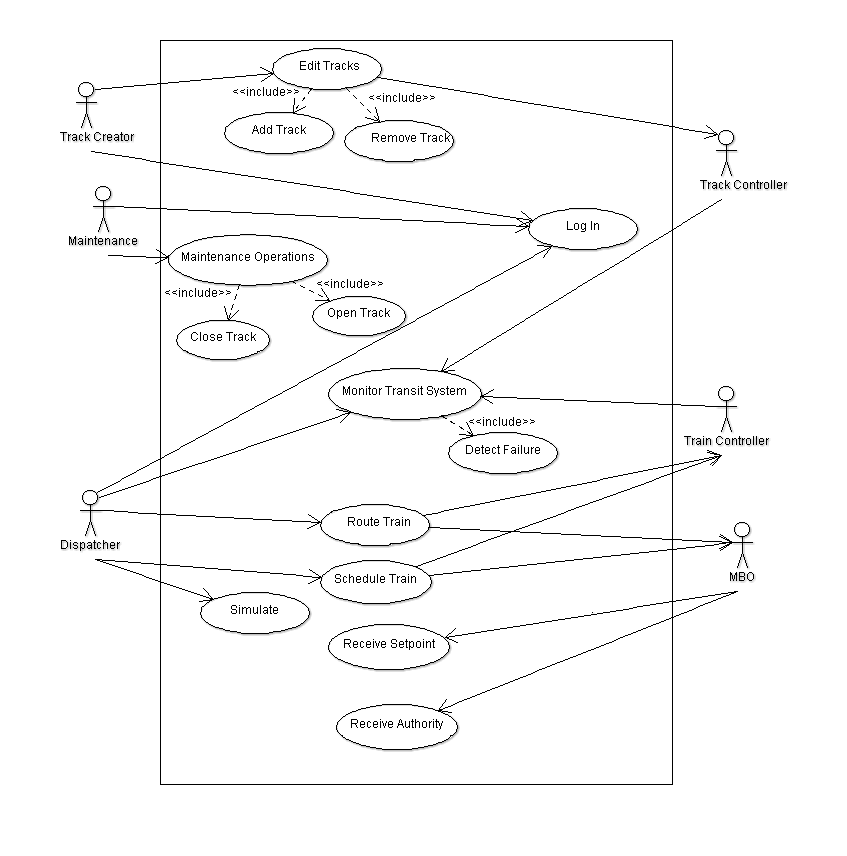 Edit Tracks
<<include>>
<<include>>
Add Track
Remove Track
Track Creator
Track Controller
Log In
Maintenance
Maintenance Operations
<<include>>
<<include>>
Open Track
Close Track
Monitor Transit System
<<include>>
Detect Failure
Train Controller
Route Train
Dispatcher
Schedule Train
MBO
Simulate
Receive Setpoint
Receive Authority